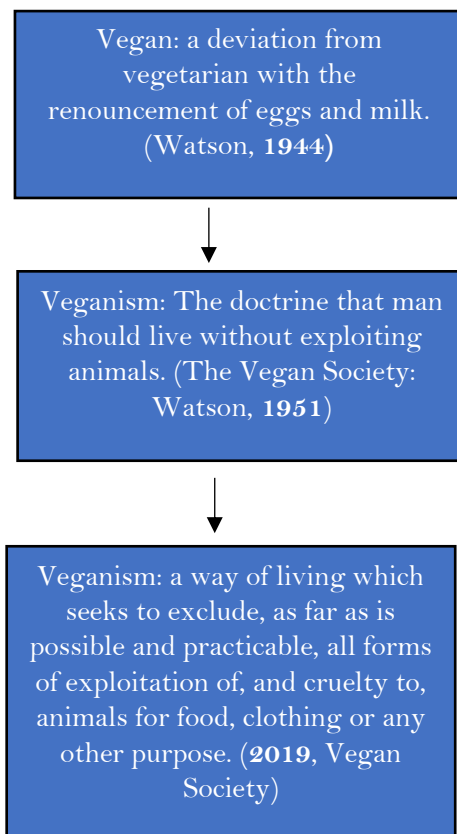 Vegan: a deviation from
vegetarian with the
renouncement of eggs and milk.
(Watson, 1944)
Veganism: The doctrine that man
should live without exploiting
animals. (The Vegan Society:
Watson, 1951)
Veganism: a way of living which
seeks to exclude, as far as is
possible and practicable, all forms
of exploitation of, and cruelty to,
animals for food, clothing or any
other purpose. (2019, Vegan
Society)